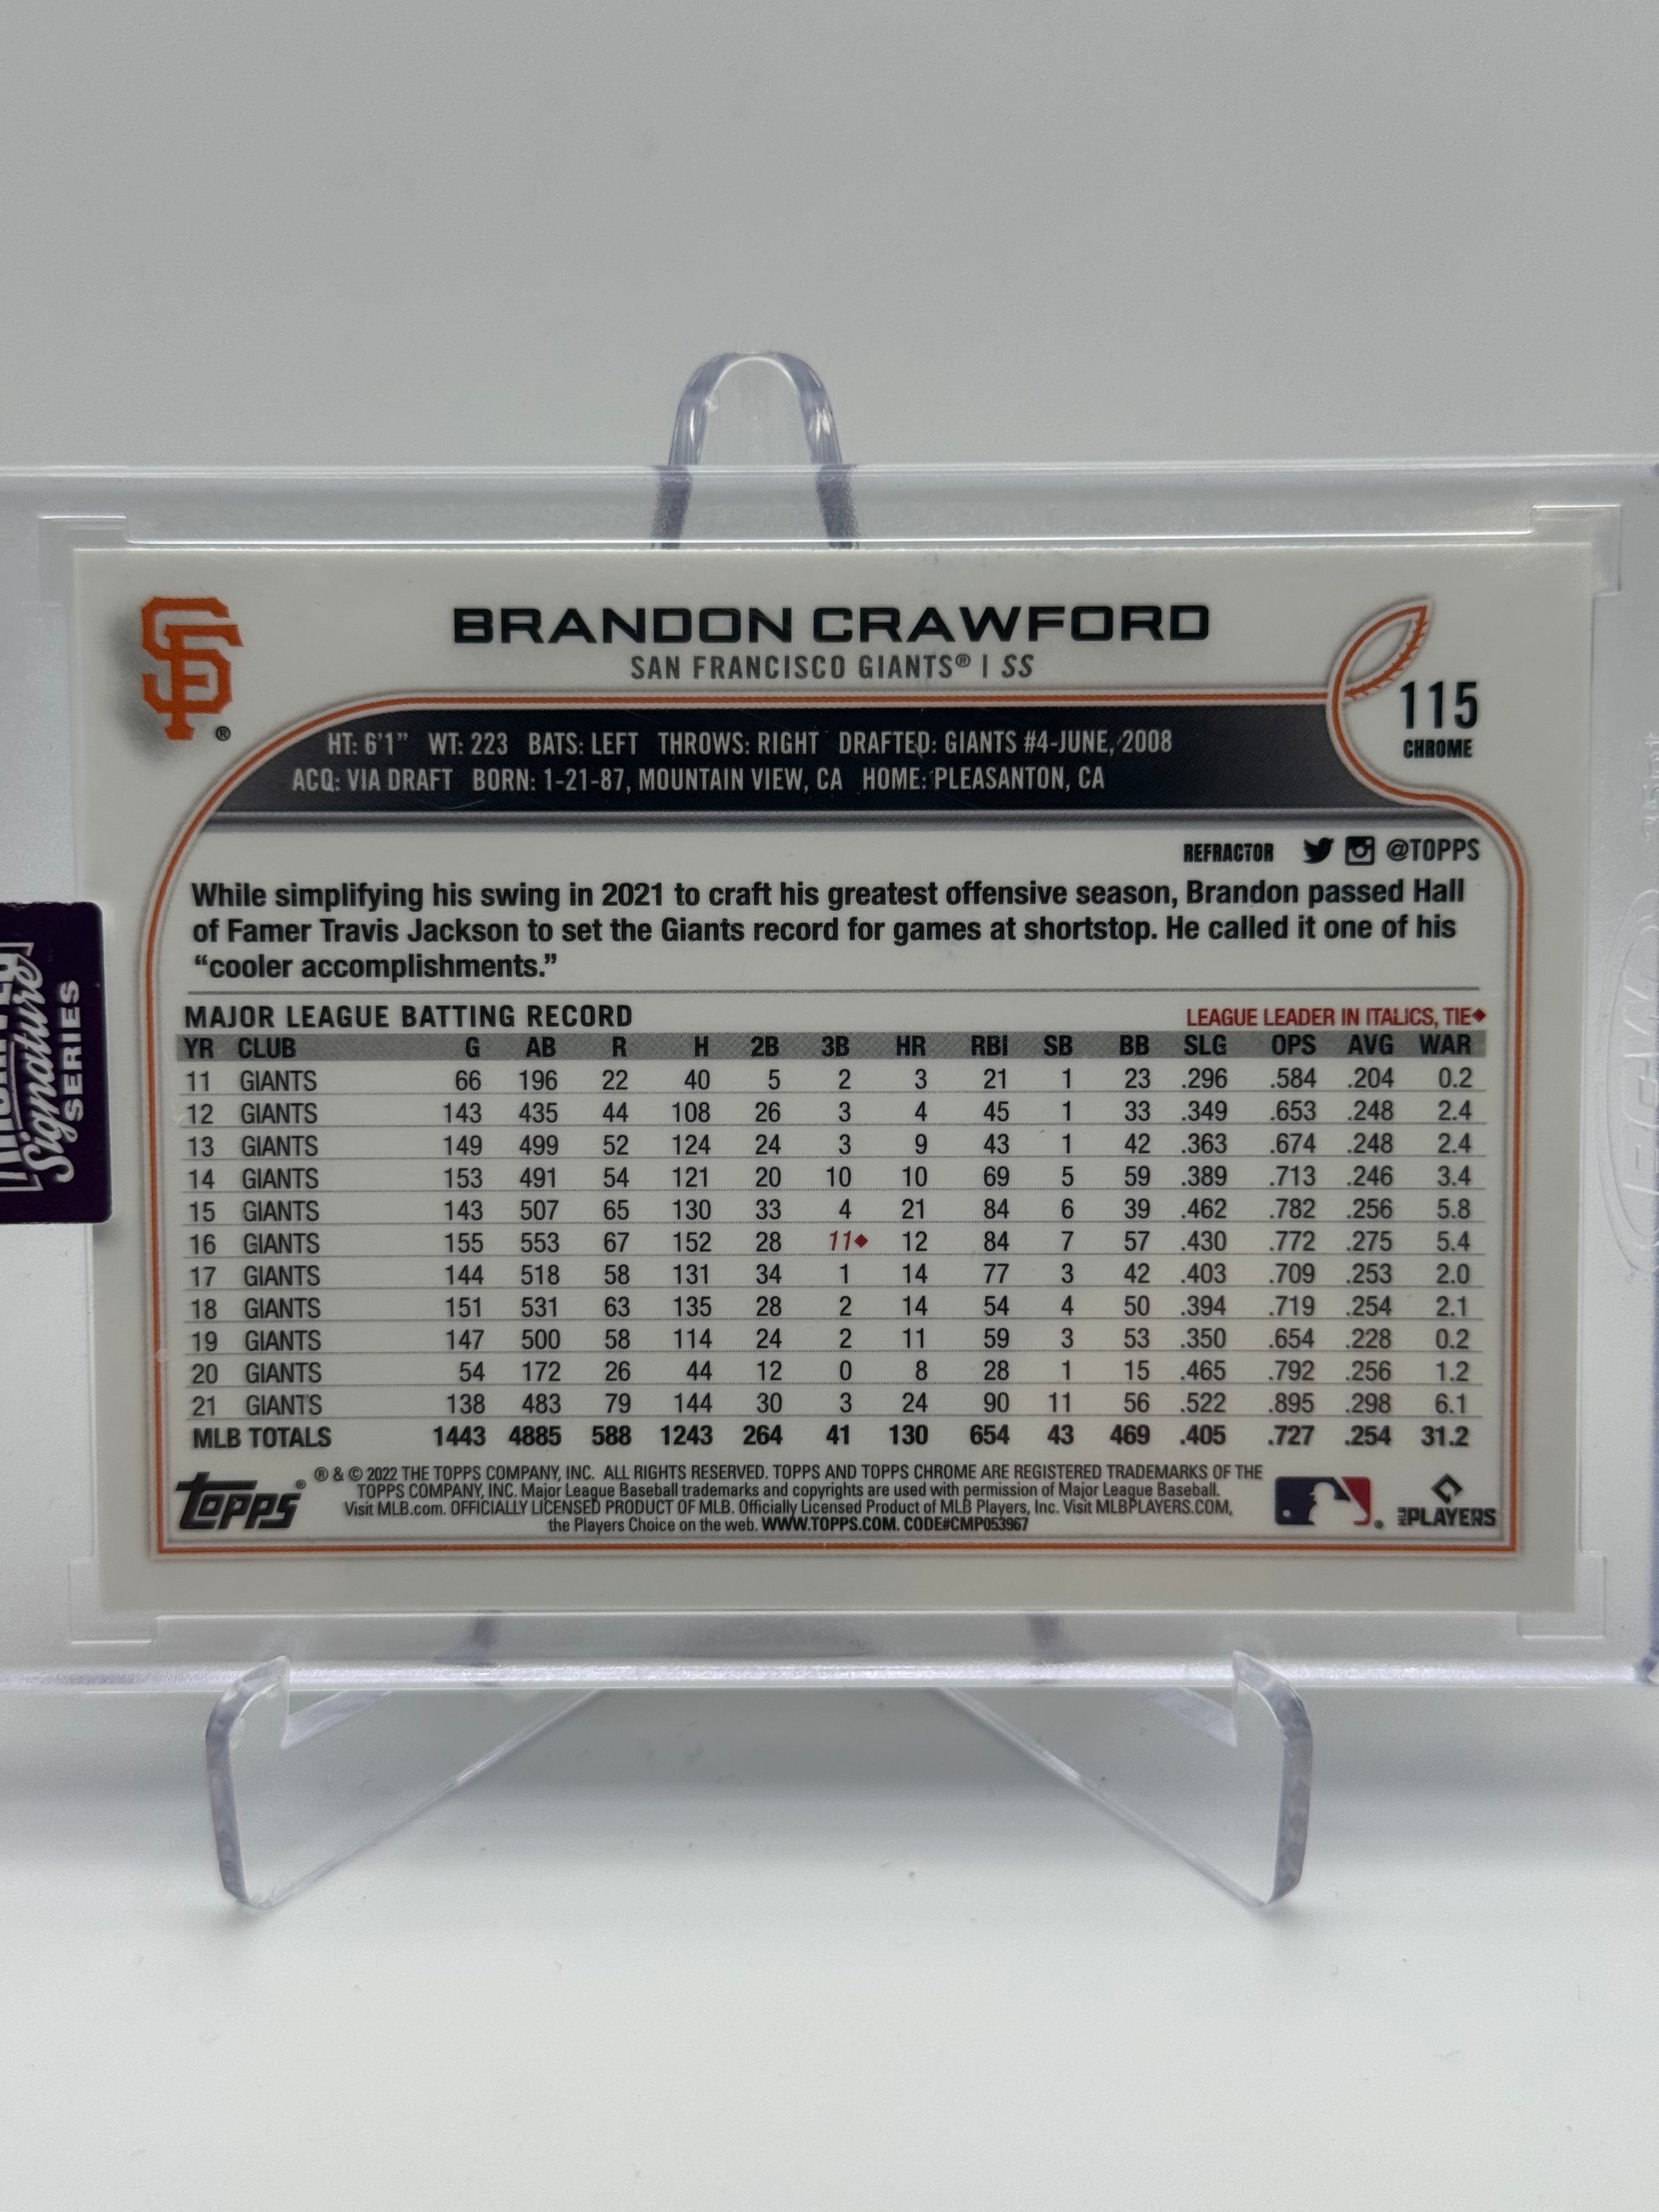 BRANDON CRAWFORD
SAN FRANCISCO GIANTS® | SS
SF ®
115
CHROME
HT: 6'1" WT: 223 BATS: LEFT THROWS: RIGHT DRAFTED: GIANTS #4-JUNE, 2008
ACQ: VIA DRAFT BORN: 1-21-87, MOUNTAIN VIEW, CA HOME: PLEASANTON, CA
REFRACTOR @TOPPS
While simplifying his swing in 2021 to craft his greatest offensive season, Brandon passed Hall
of Famer Travis Jackson to set the Giants record for games at shortstop. He called it one of his
“cooler accomplishments.”
MAJOR LEAGUE BATTING RECORD LEAGUE LEADER IN ITALICS, TIE♦
YR CLUB G AB R H 2B 3B HR RBI SB BB SLG OPS AVG WAR
11 GIANTS 66 196 22 40 5 2 3 21 1 23 .296 .584 .204 0.2
12 GIANTS 143 435 44 108 26 3 4 45 1 33 .349 .653 .248 2.4
13 GIANTS 149 499 52 124 24 3 9 43 1 42 .363 .674 .248 2.4
14 GIANTS 153 491 54 121 20 10 10 69 5 59 .389 .713 .246 3.4
15 GIANTS 143 507 65 130 33 4 21 84 6 39 .462 .782 .256 5.8
16 GIANTS 155 553 67 152 28 11♦ 12 84 7 57 .430 .772 .275 5.4
17 GIANTS 144 518 58 131 34 1 14 77 3 42 .403 .709 .253 2.0
18 GIANTS 151 531 63 135 28 2 14 54 4 50 .394 .719 .254 2.1
19 GIANTS 147 500 58 114 24 2 11 59 3 53 .350 .654 .228 0.2
20 GIANTS 54 172 26 44 12 0 8 28 1 15 .465 .792 .256 1.2
21 GIANTS 138 483 79 144 30 3 24 90 11 56 .522 .895 .298 6.1
MLB TOTALS 1443 4885 588 1243 264 41 130 654 43 469 .405 .727 .254 31.2
® & © 2022 THE TOPPS COMPANY, INC. ALL RIGHTS RESERVED. TOPPS AND TOPPS CHROME ARE REGISTERED TRADEMARKS OF THE
TOPPS COMPANY, INC. Major League Baseball trademarks and copyrights are used with permission of Major League Baseball.
Visit MLB.com. OFFICIALLY LICENSED PRODUCT OF MLB. Officially Licensed Product of MLB Players, Inc. Visit MLBPLAYERS.COM,
the Players Choice on the web. WWW.TOPPS.COM. CODE#CMP053967
TOPPS®
MLB PLAYERS
Signature
SERIES